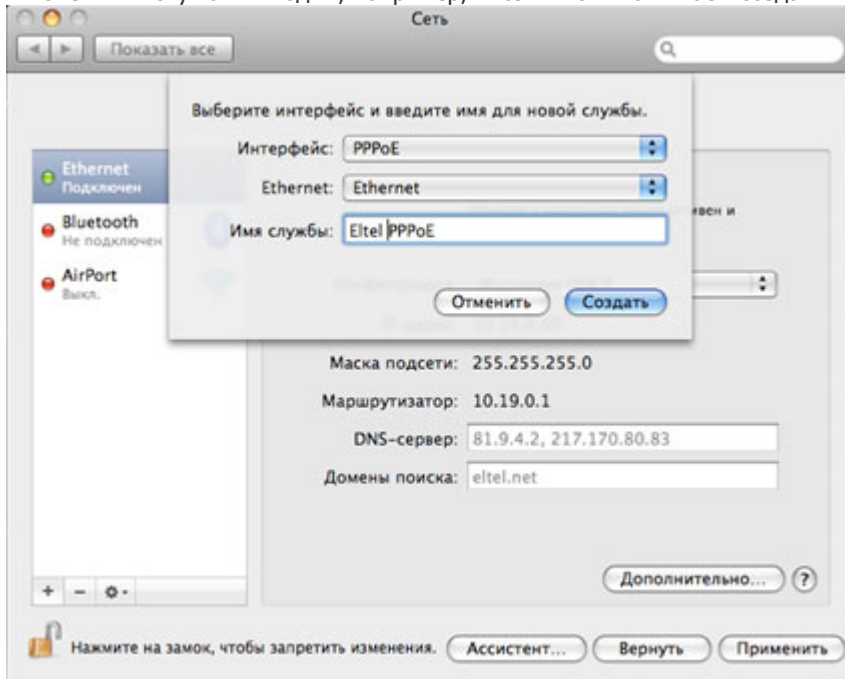 Сеть
Показать все
Выберите интерфейс и введите имя для новой службы.
Интерфейс: PPPoE
Ethernet: Ethernet
Имя службы: Eltel PPPoE
Отменить Создать
Ethernet
Подключен
Bluetooth
Не подключен
AirPort
Выкл.
Маска подсети: 255.255.255.0
Маршрутизатор: 10.19.0.1
DNS-сервер: 81.9.4.2, 217.170.80.83
Домены поиска: eltel.net
Дополнительно... ?
+ -
Нажмите на замок, чтобы запретить изменения. Ассистент... Вернуть Применить